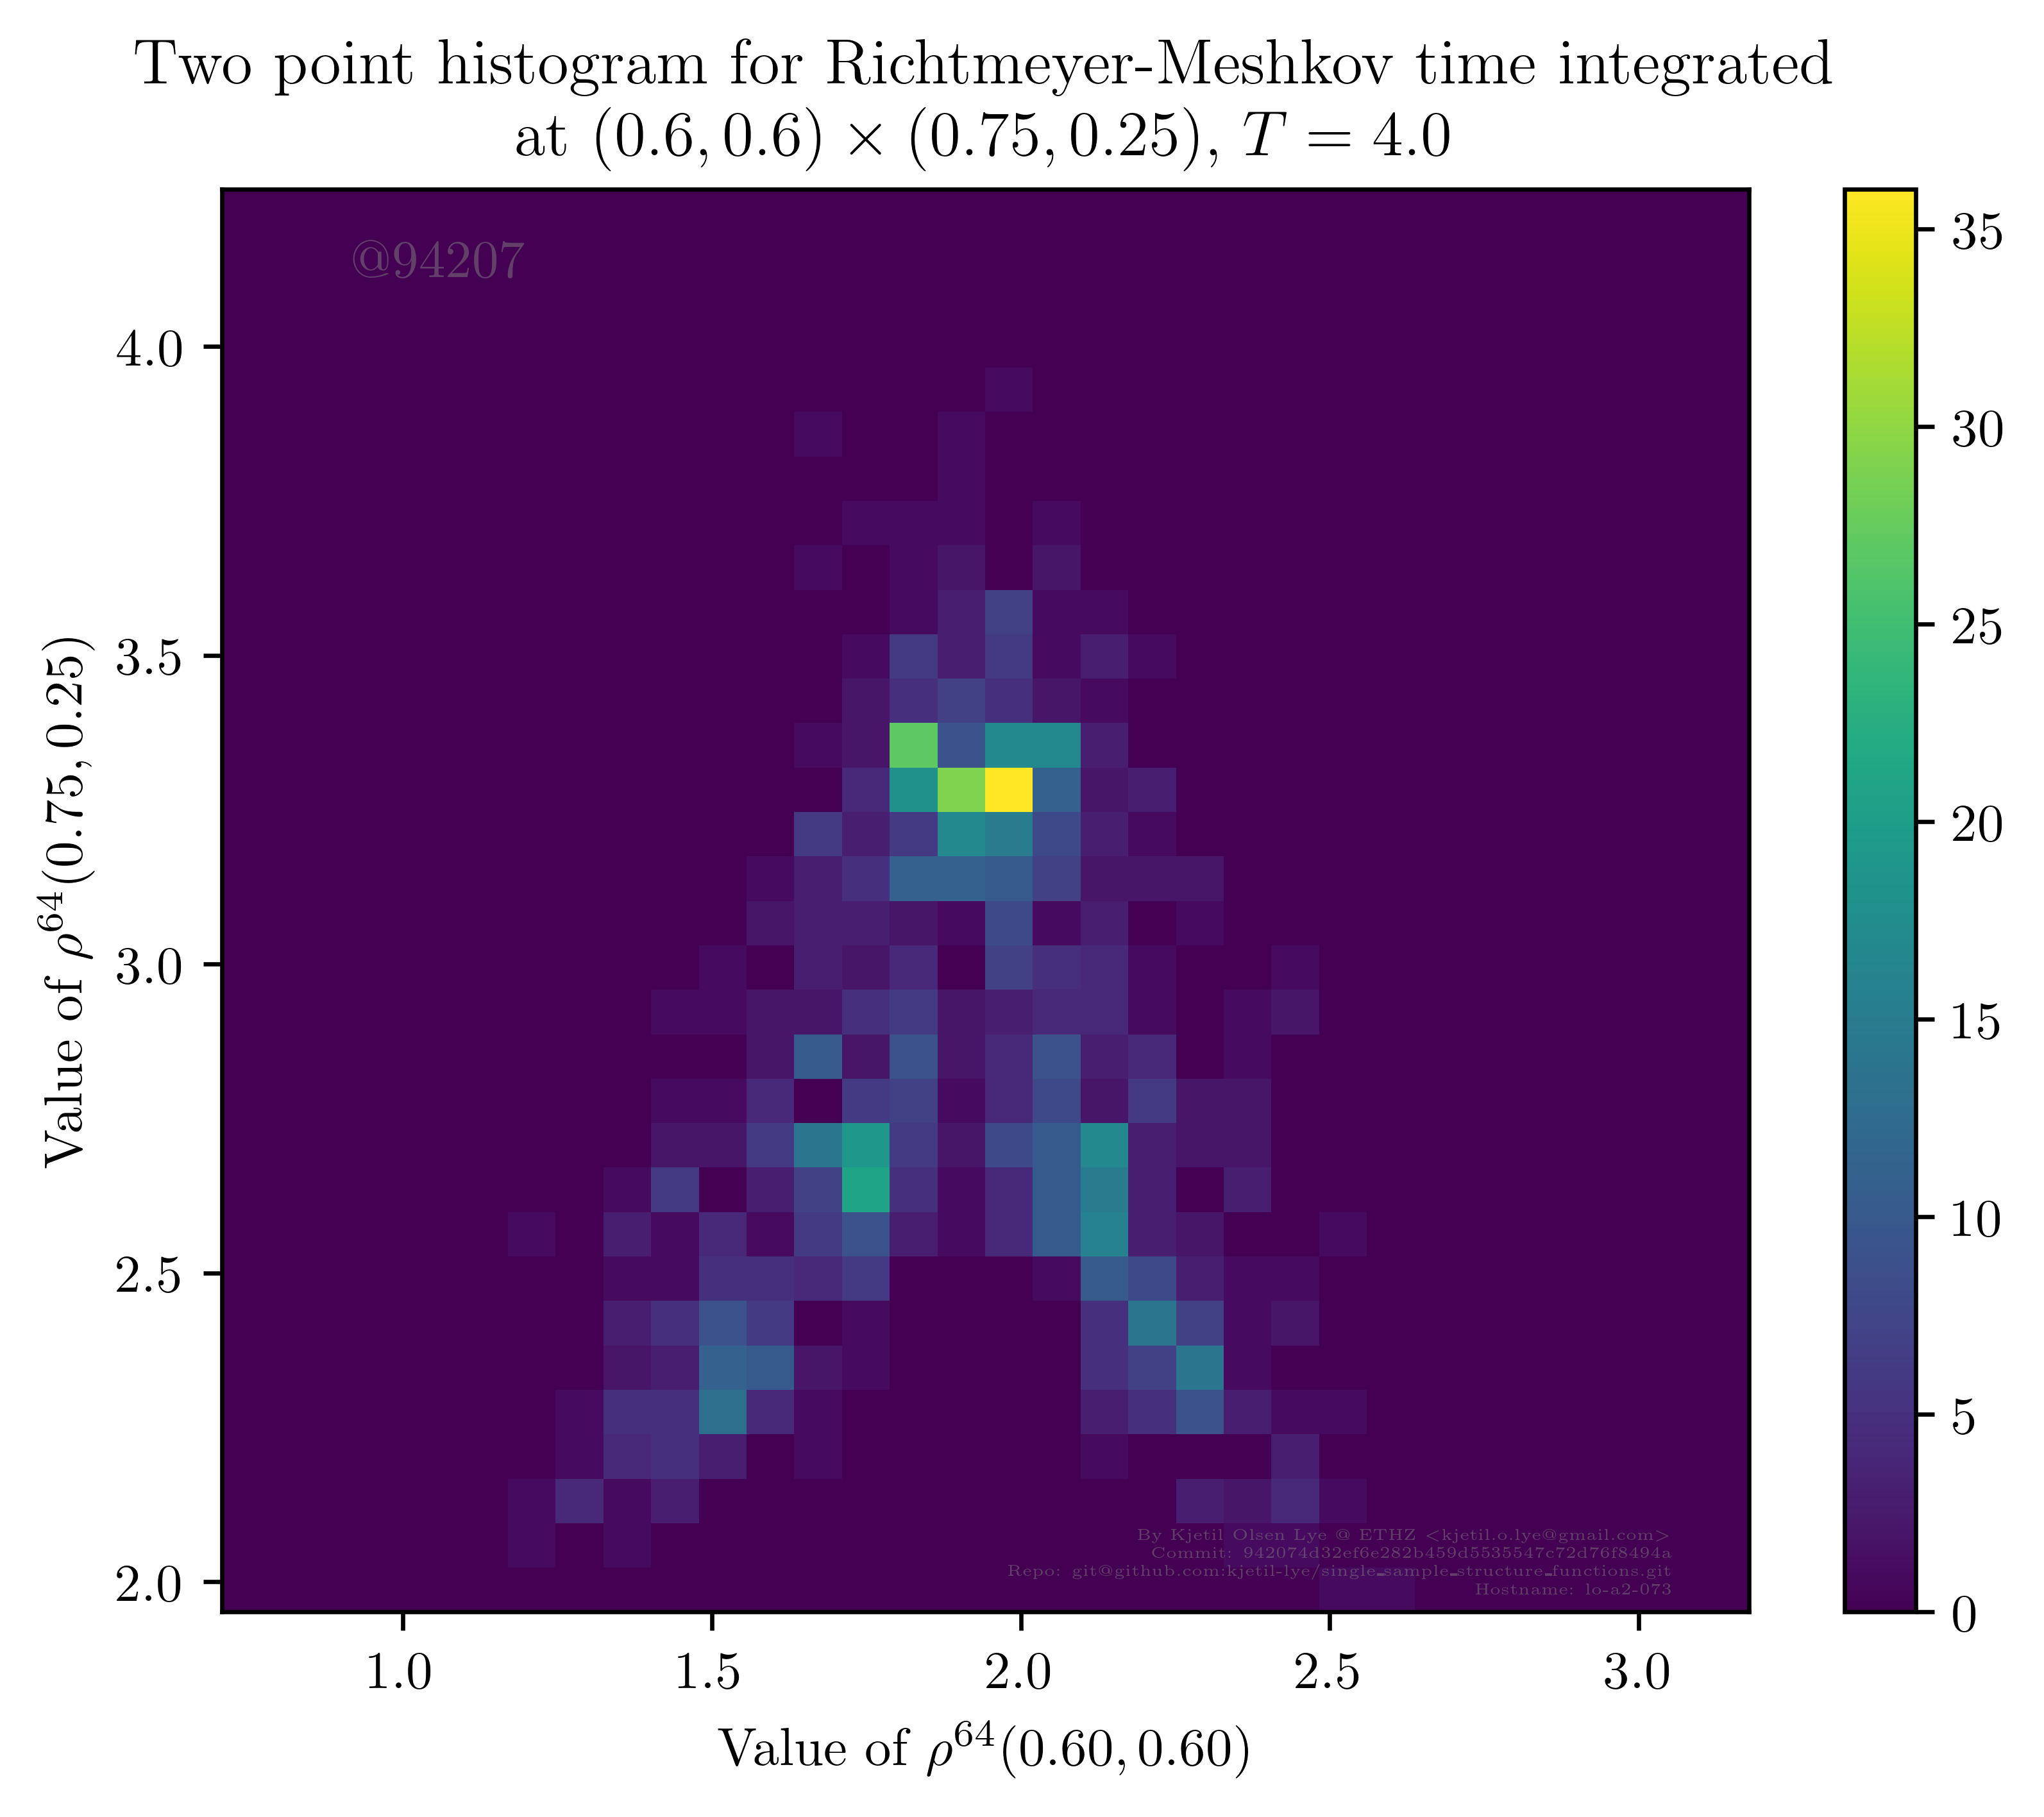 Two point histogram for Richtmeyer-Meshkov time integrated
at (0.6, 0.6) × (0.75, 0.25), T = 4.0
@94207
4.0
3.5
3.0
2.5
2.0
Value of ρ^64(0.75, 0.25)
1.0 1.5 2.0 2.5 3.0
Value of ρ^64(0.60, 0.60)
35
30
25
20
15
10
5
0
By Kjetil Olsen Lye @ ETHZ <kjetil.o.lye@gmail.com>
Commit: 942074d32ef6e282b459d5535547c72d76f8494a
Repo: git@github.com:kjetil-lye/single_sample_structure_functions.git
Hostname: lo-a2-073